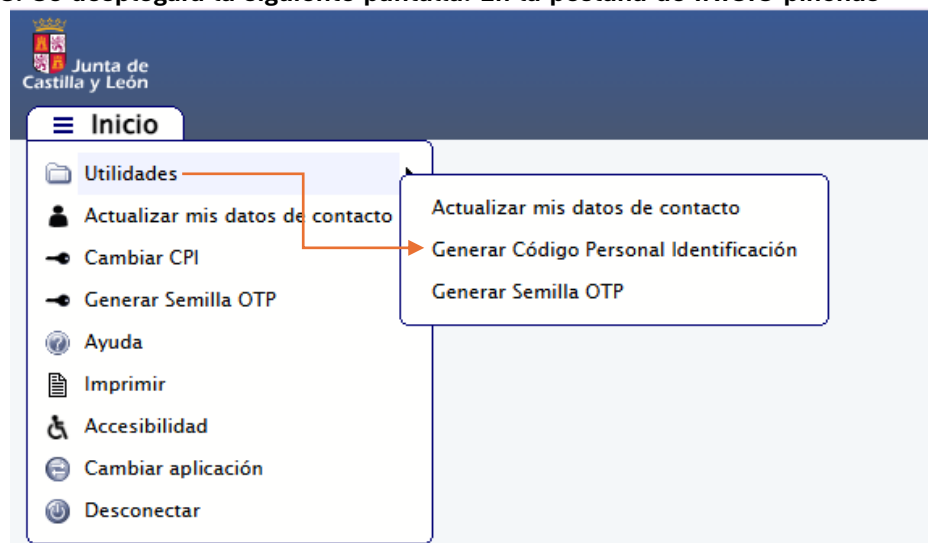 Se desplegará la siguiente pantalla. En la pestaña de
Junta de
Castilla y León
Inicio
Utilidades
Actualizar mis datos de contacto
Cambiar CPI
Generar Semilla OTP
Ayuda
Imprimir
Accesibilidad
Cambiar aplicación
Desconectar
Actualizar mis datos de contacto
Generar Código Personal Identificación
Generar Semilla OTP